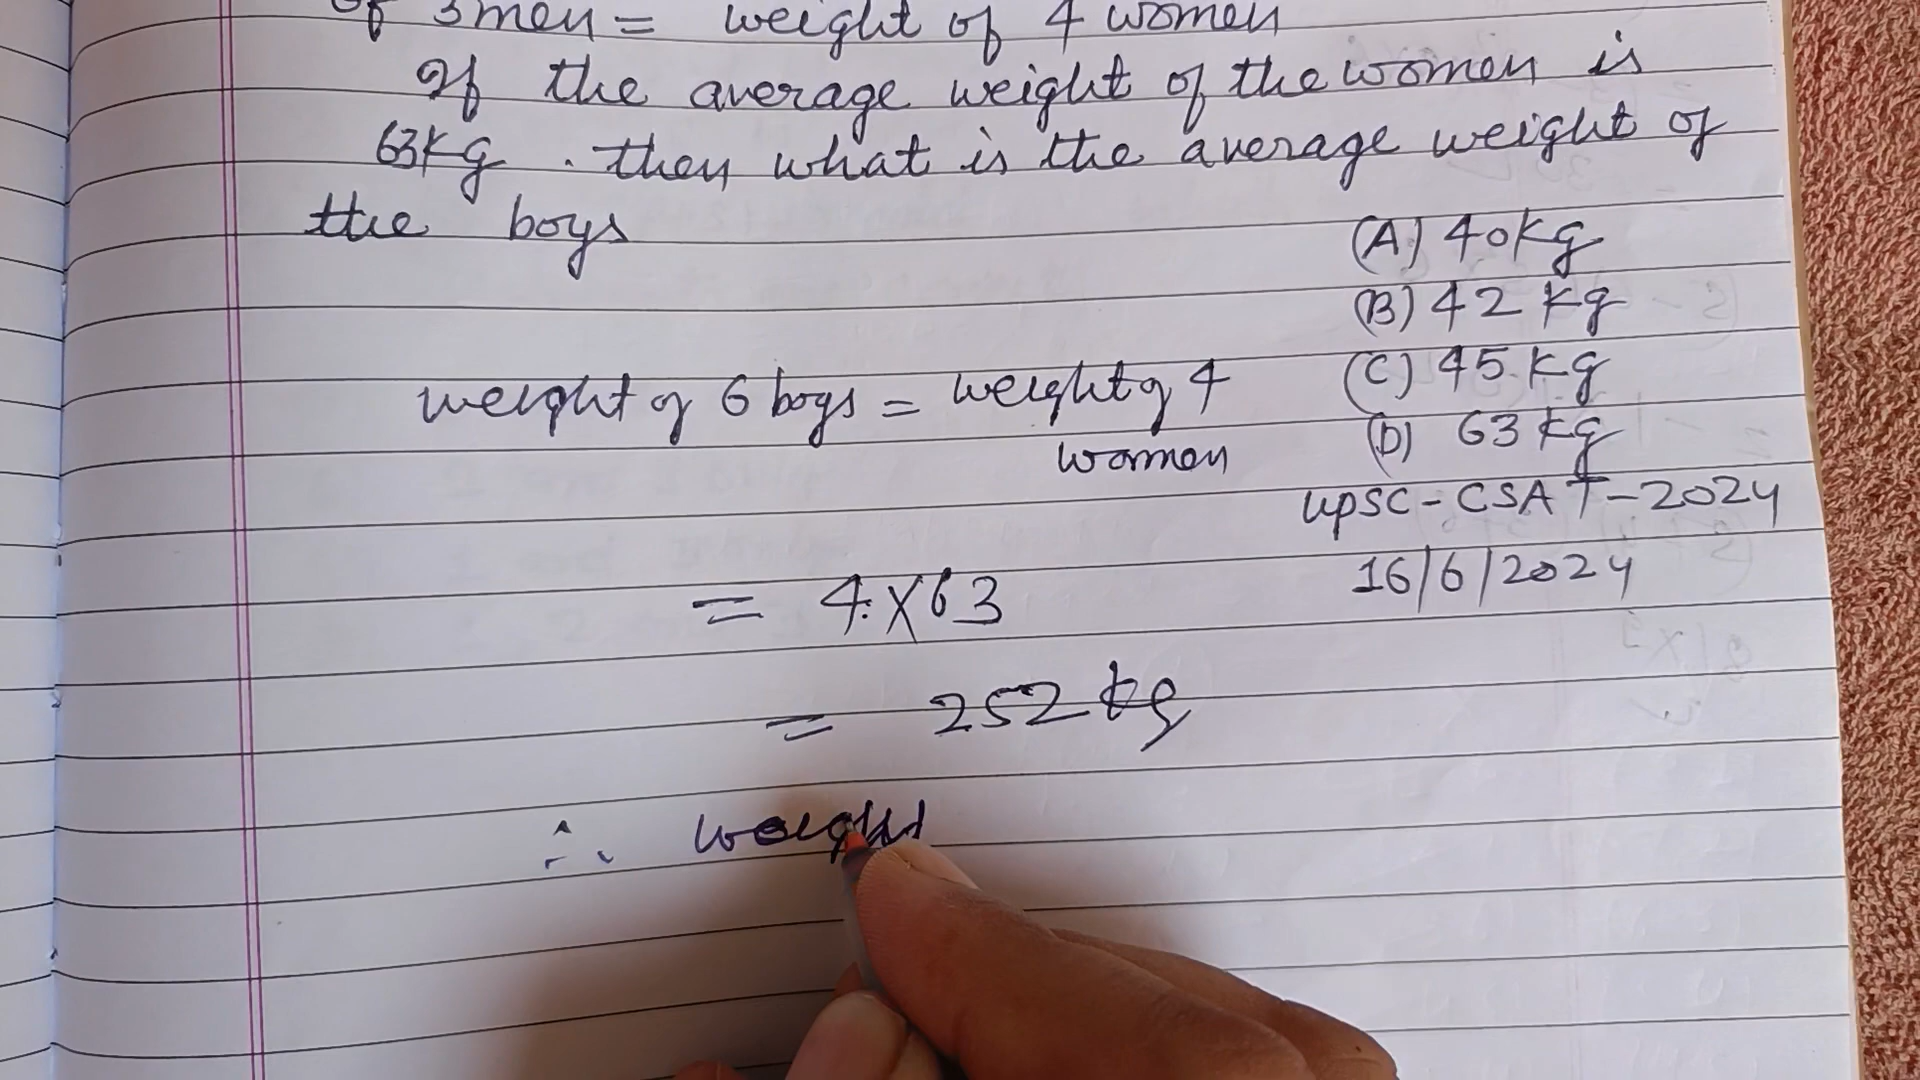 of 3 men = weight of 4 women
If the average weight of the women is
63kg . then what is the average weight of
the boys
(A) 40kg
(B) 42 kg
(C) 45 kg
(D) 63 kg
UPSC - CSAT - 2024
16/6/2024
weight of 6 boys = weight of 4
women
= 4 X 63
= 252 kg
∴ weight